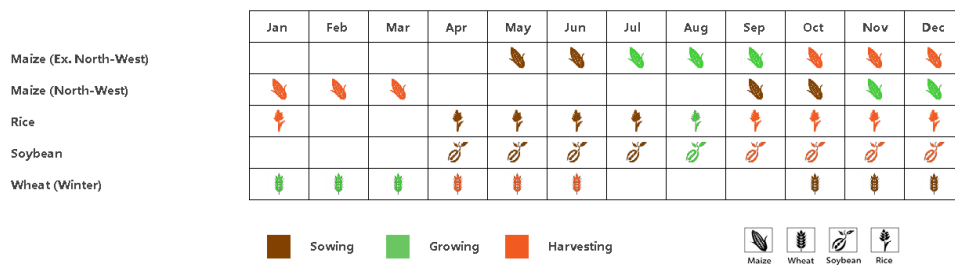 Jan Feb Mar Apr May Jun Jul Aug Sep Oct Nov Dec
Maize (Ex. North-West)
Maize (North-West)
Rice
Soybean
Wheat (Winter)
Sowing Growing Harvesting
Maize Wheat Soybean Rice